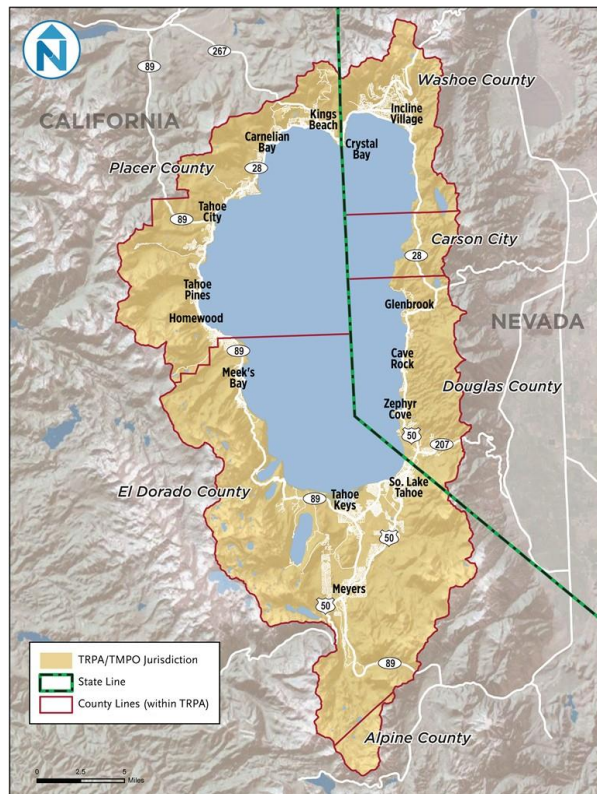 N
89
267
Washoe County
CALIFORNIA
Kings
Beach
Incline
Village
Carnelian
Bay
Crystal
Bay
Placer County
28
Tahoe
City
89
Carson City
28
Tahoe
Pines
Glenbrook
Homewood
NEVADA
89
Cave
Rock
Meek's
Bay
Douglas County
Zephyr
Cove
50
207
So. Lake
Tahoe
El Dorado County
Tahoe
Keys
89
50
Meyers
50
TRPA/TMPO Jurisdiction
State Line
County Lines (within TRPA)
89
Alpine County
0 2.5 5
Miles